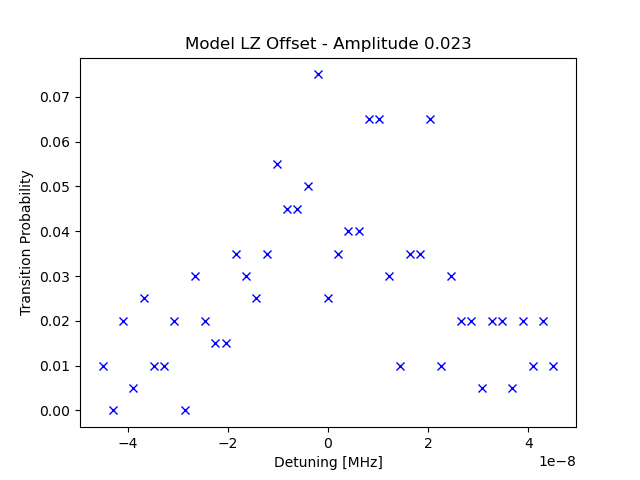 Model LZ Offset - Amplitude 0.023
Transition Probability
0.07
0.06
0.05
0.04
0.03
0.02
0.01
0.00
−4 −2 0 2 4
1e−8
Detuning [MHz]